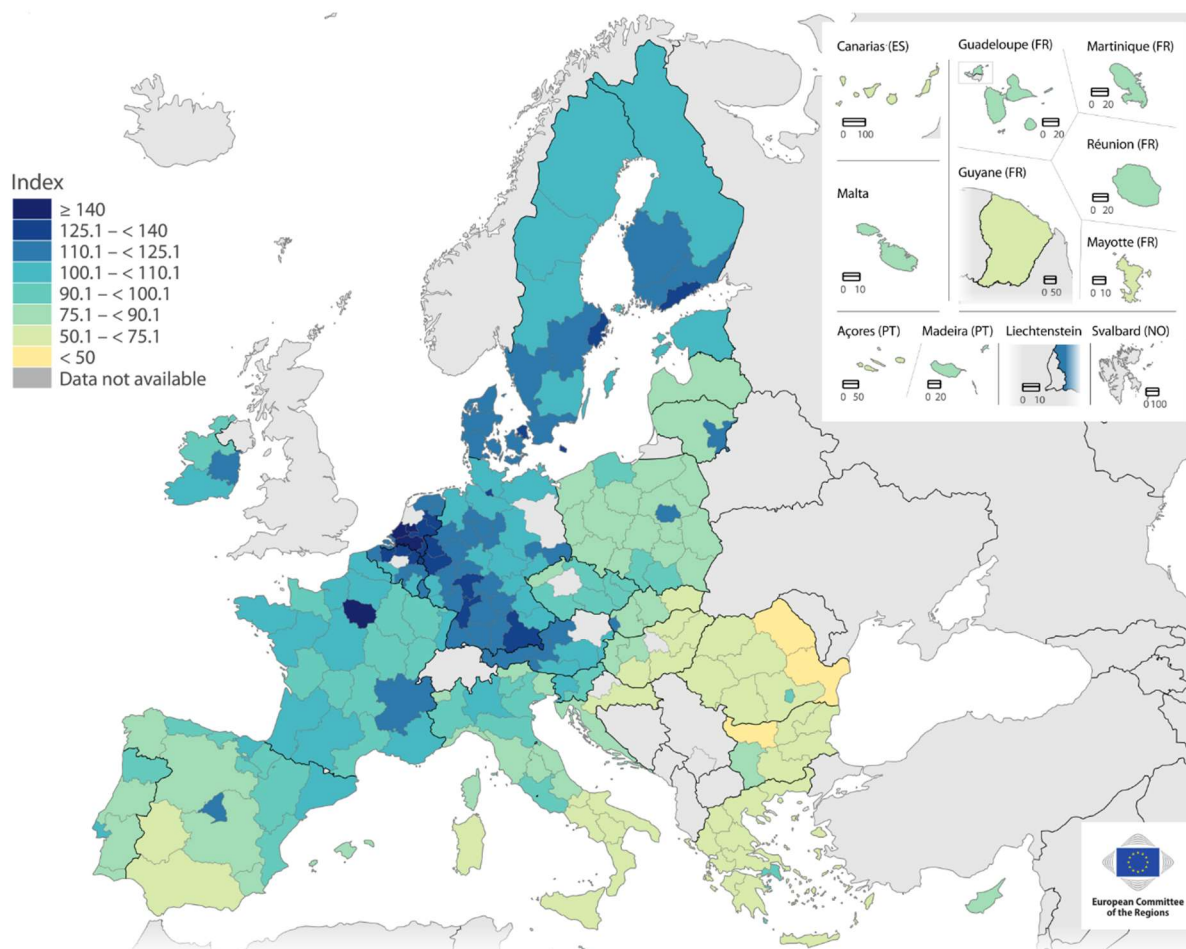 Index
≥ 140
125.1 – < 140
110.1 – < 125.1
100.1 – < 110.1
90.1 – < 100.1
75.1 – < 90.1
50.1 – < 75.1
< 50
Data not available
Canarias (ES)
0 100
Guadeloupe (FR)
0 20
Martinique (FR)
0 20
Malta
0 10
Guyane (FR)
0 50
Réunion (FR)
0 20
Mayotte (FR)
0 10
Açores (PT)
0 50
Madeira (PT)
0 20
Liechtenstein
0 10
Svalbard (NO)
0 100
European Committee
of the Regions